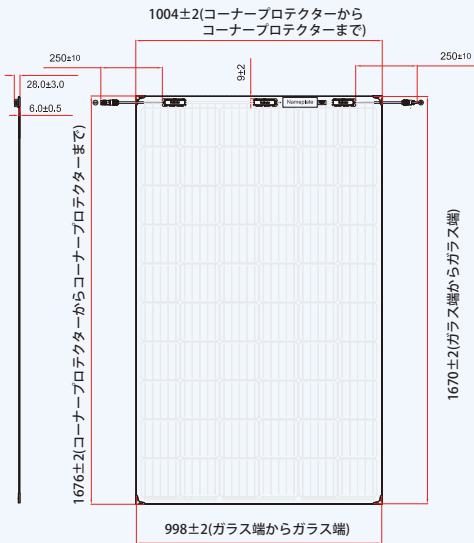 1004±2(コーナープロテクターから
コーナープロテクターまで)
250±10
9±2
250±10
28.0±3.0
6.0±0.5
Nameplate
1676±2(コーナープロテクターからコーナープロテクターまで)
1670±2(ガラス端からガラス端)
998±2(ガラス端からガラス端)